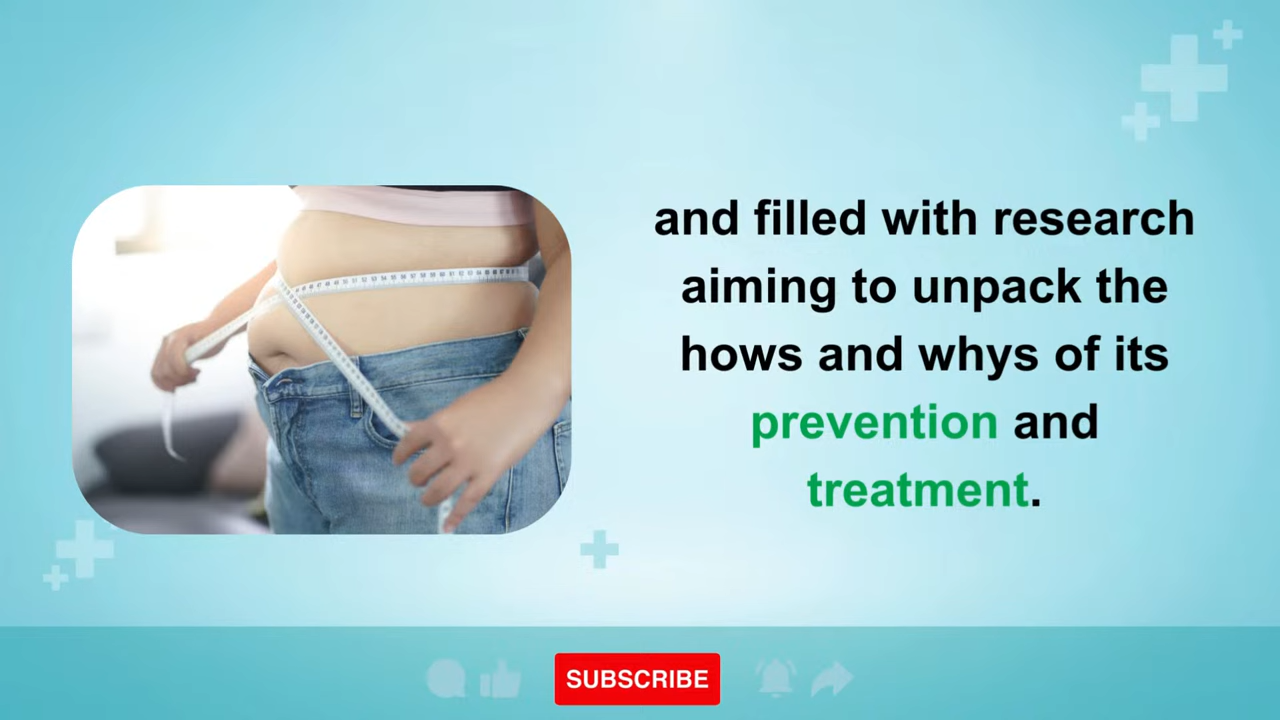 and filled with research
aiming to unpack the
hows and whys of its
prevention and
treatment.
SUBSCRIBE